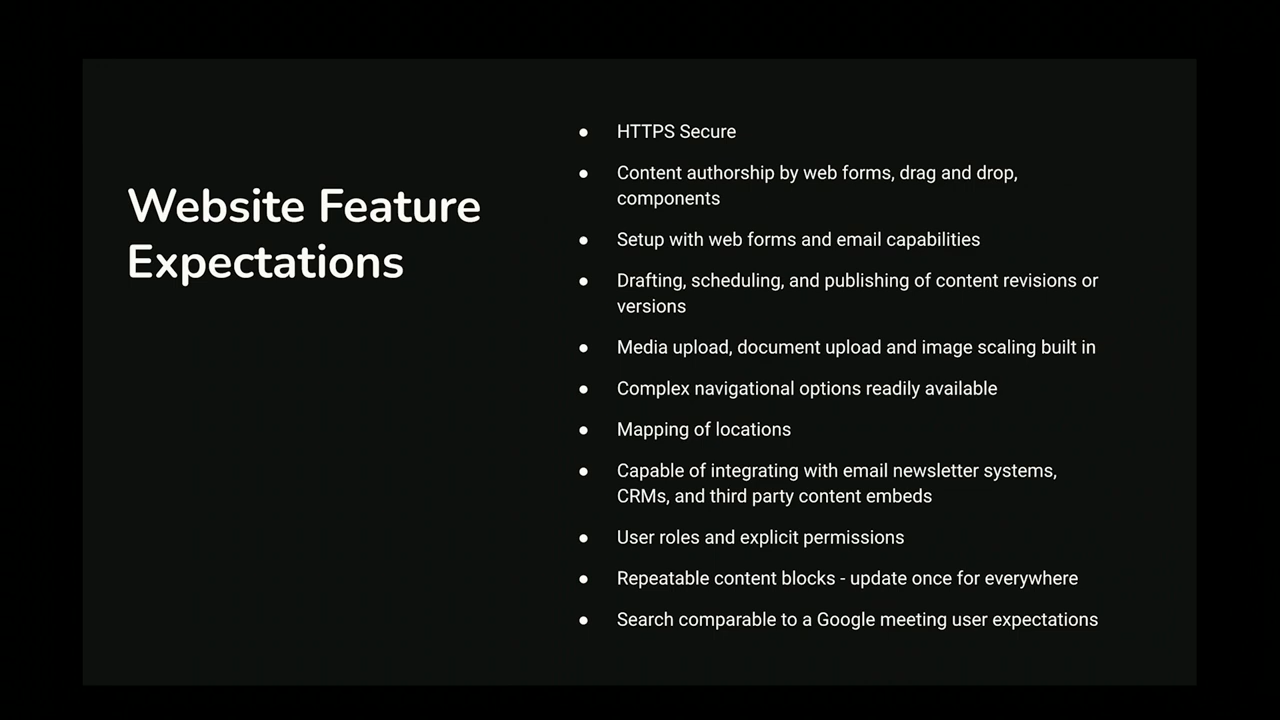 Website Feature
Expectations
● HTTPS Secure
● Content authorship by web forms, drag and drop,
components
● Setup with web forms and email capabilities
● Drafting, scheduling, and publishing of content revisions or
versions
● Media upload, document upload and image scaling built in
● Complex navigational options readily available
● Mapping of locations
● Capable of integrating with email newsletter systems,
CRMs, and third party content embeds
● User roles and explicit permissions
● Repeatable content blocks - update once for everywhere
● Search comparable to a Google meeting user expectations